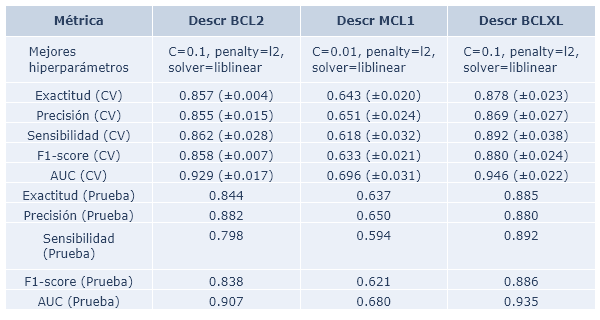 Métrica Descr BCL2 Descr MCL1 Descr BCLXL
Mejores C=0.1, penalty=l2, C=0.01, penalty=l2, C=0.1, penalty=l2,
hiperparámetros solver=liblinear solver=liblinear solver=liblinear
Exactitud (CV) 0.857 (±0.004) 0.643 (±0.020) 0.878 (±0.023)
Precisión (CV) 0.855 (±0.015) 0.651 (±0.024) 0.869 (±0.027)
Sensibilidad (CV) 0.862 (±0.028) 0.618 (±0.032) 0.892 (±0.038)
F1-score (CV) 0.858 (±0.007) 0.633 (±0.021) 0.880 (±0.024)
AUC (CV) 0.929 (±0.017) 0.696 (±0.031) 0.946 (±0.022)
Exactitud (Prueba) 0.844 0.637 0.885
Precisión (Prueba) 0.882 0.650 0.880
Sensibilidad 0.798 0.594 0.892
(Prueba)
F1-score (Prueba) 0.838 0.621 0.886
AUC (Prueba) 0.907 0.680 0.935